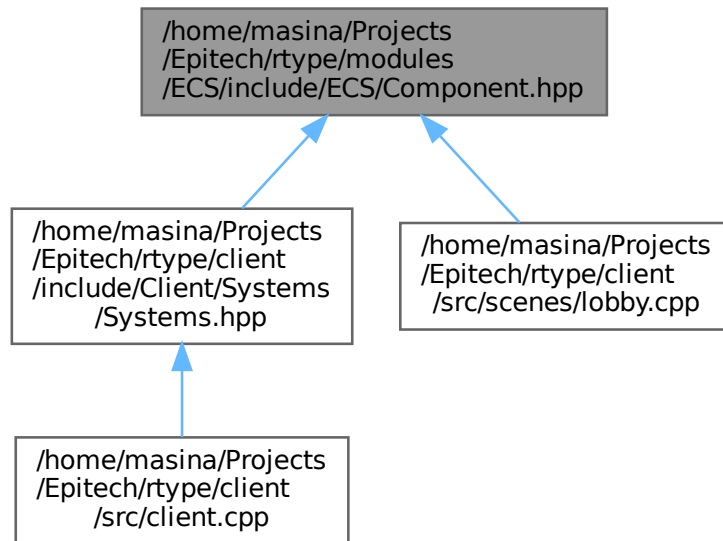 /home/masina/Projects
/Epitech/rtype/modules
/ECS/include/ECS/Component.hpp
/home/masina/Projects
/Epitech/rtype/client
/include/Client/Systems
/Systems.hpp
/home/masina/Projects
/Epitech/rtype/client
/src/scenes/lobby.cpp
/home/masina/Projects
/Epitech/rtype/client
/src/client.cpp